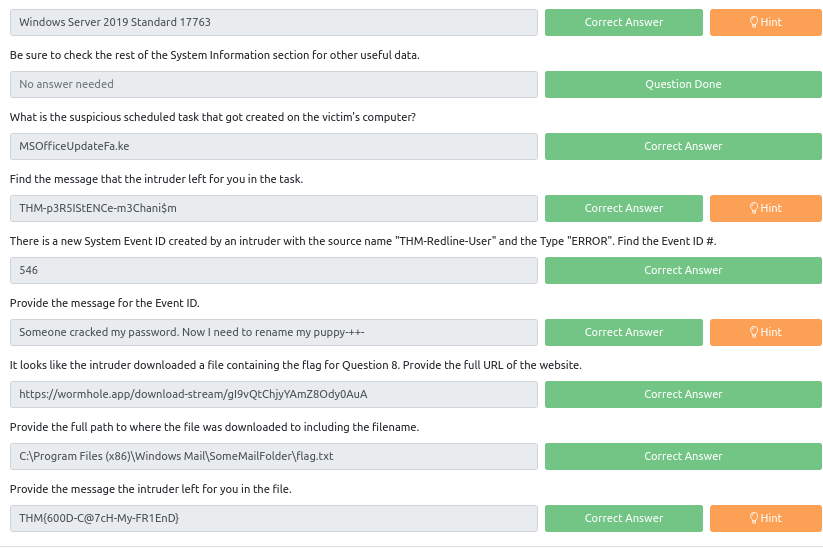 Windows Server 2019 Standard 17763 Correct Answer Hint
Be sure to check the rest of the System Information section for other useful data.
No answer needed Question Done
What is the suspicious scheduled task that got created on the victim's computer?
MSOfficeUpdateFa.ke Correct Answer
Find the message that the intruder left for you in the task.
THM-p3R5IStENCe-m3Chani$m Correct Answer Hint
There is a new System Event ID created by an intruder with the source name "THM-Redline-User" and the Type "ERROR". Find the Event ID #.
546 Correct Answer
Provide the message for the Event ID.
Someone cracked my password. Now I need to rename my puppy-++- Correct Answer Hint
It looks like the intruder downloaded a file containing the flag for Question 8. Provide the full URL of the website.
https://wormhole.app/download-stream/gI9vQtChjyYAmZ8Ody0AuA Correct Answer
Provide the full path to where the file was downloaded to including the filename.
C:\Program Files (x86)\Windows Mail\SomeMailFolder\flag.txt Correct Answer
Provide the message the intruder left for you in the file.
THM{600D-C@7cH-My-FR1EnD} Correct Answer Hint